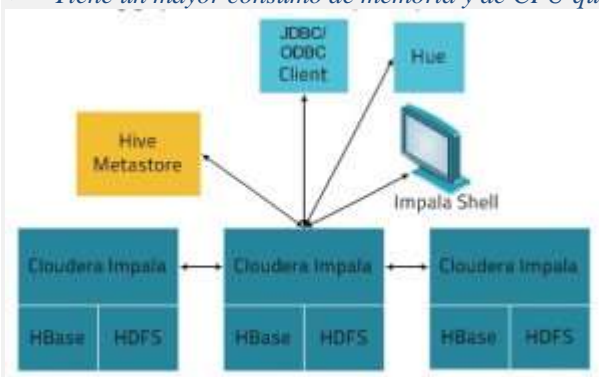 Tiene un mayor consumo de memoria y de CPU qu
JDBC/
ODBC
Client
Hue
Hive
Metastore
Impala Shell
Cloudera Impala
Cloudera Impala
Cloudera Impala
HBase
HDFS
HBase
HDFS
HBase
HDFS